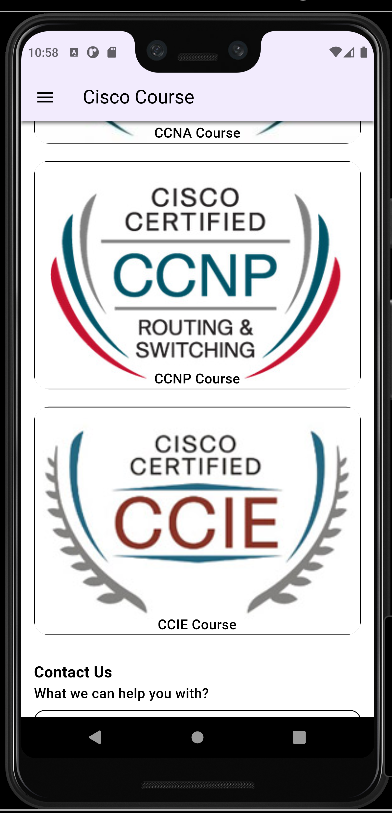 10:58
Cisco Course
CCNA Course
CISCO
CERTIFIED
CCNP
ROUTING &
SWITCHING
CCNP Course
CISCO
CERTIFIED
CCIE
CCIE Course
Contact Us
What we can help you with?